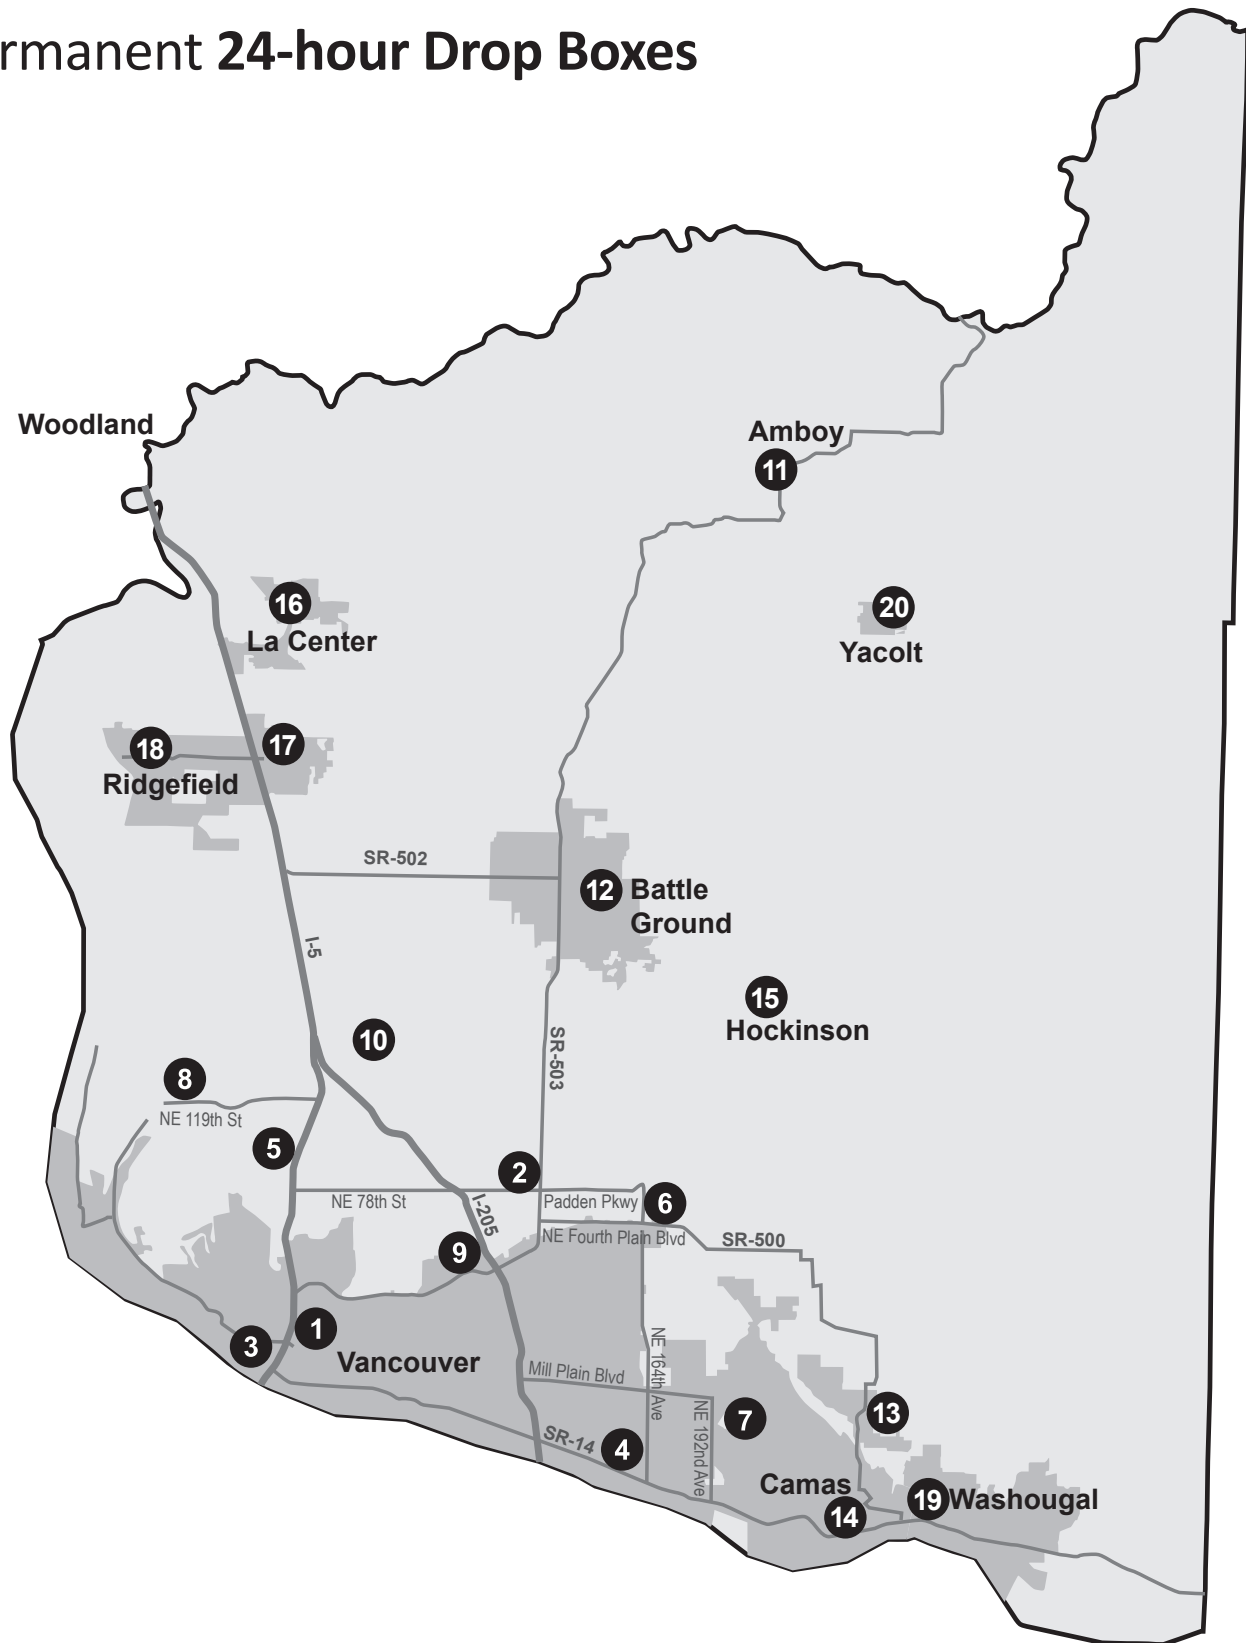 rmanent 24-hour Drop Boxes
Woodland
Amboy
11
16
La Center
20
Yacolt
18
17
Ridgefield
SR-502
12
Battle
Ground
I-5
15
Hockinson
10
SR-503
8
NE 119th St
5
2
NE 78th St
I-205
Padden Pkwy
6
NE Fourth Plain Blvd
SR-500
9
1
3
Vancouver
Mill Plain Blvd
NE 164th Ave
NE 192nd Ave
7
13
SR-14
4
Camas
14
19
Washougal